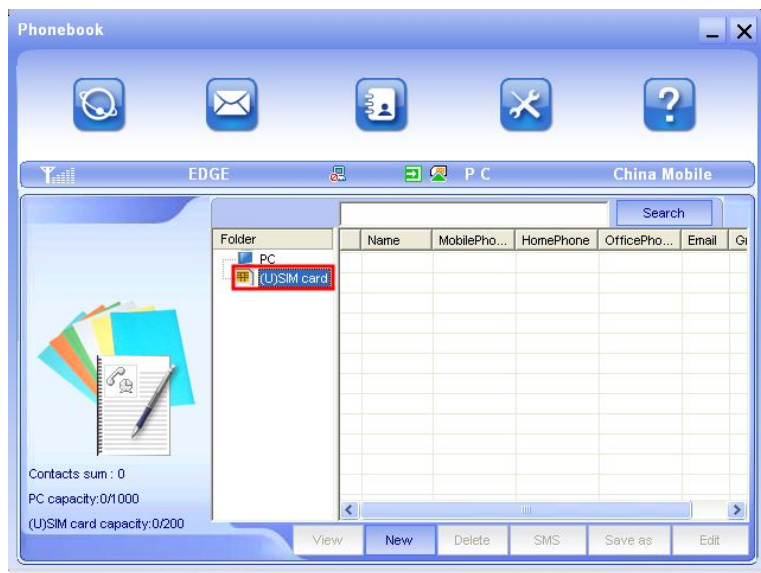 Phonebook
EDGE
P C
China Mobile
Search
Folder
Name MobilePho... HomePhone OfficePho... Email
PC
(U)SIM card
Contacts sum : 0
PC capacity:0/1000
(U)SIM card capacity:0/200
View New Delete SMS Save as Edit